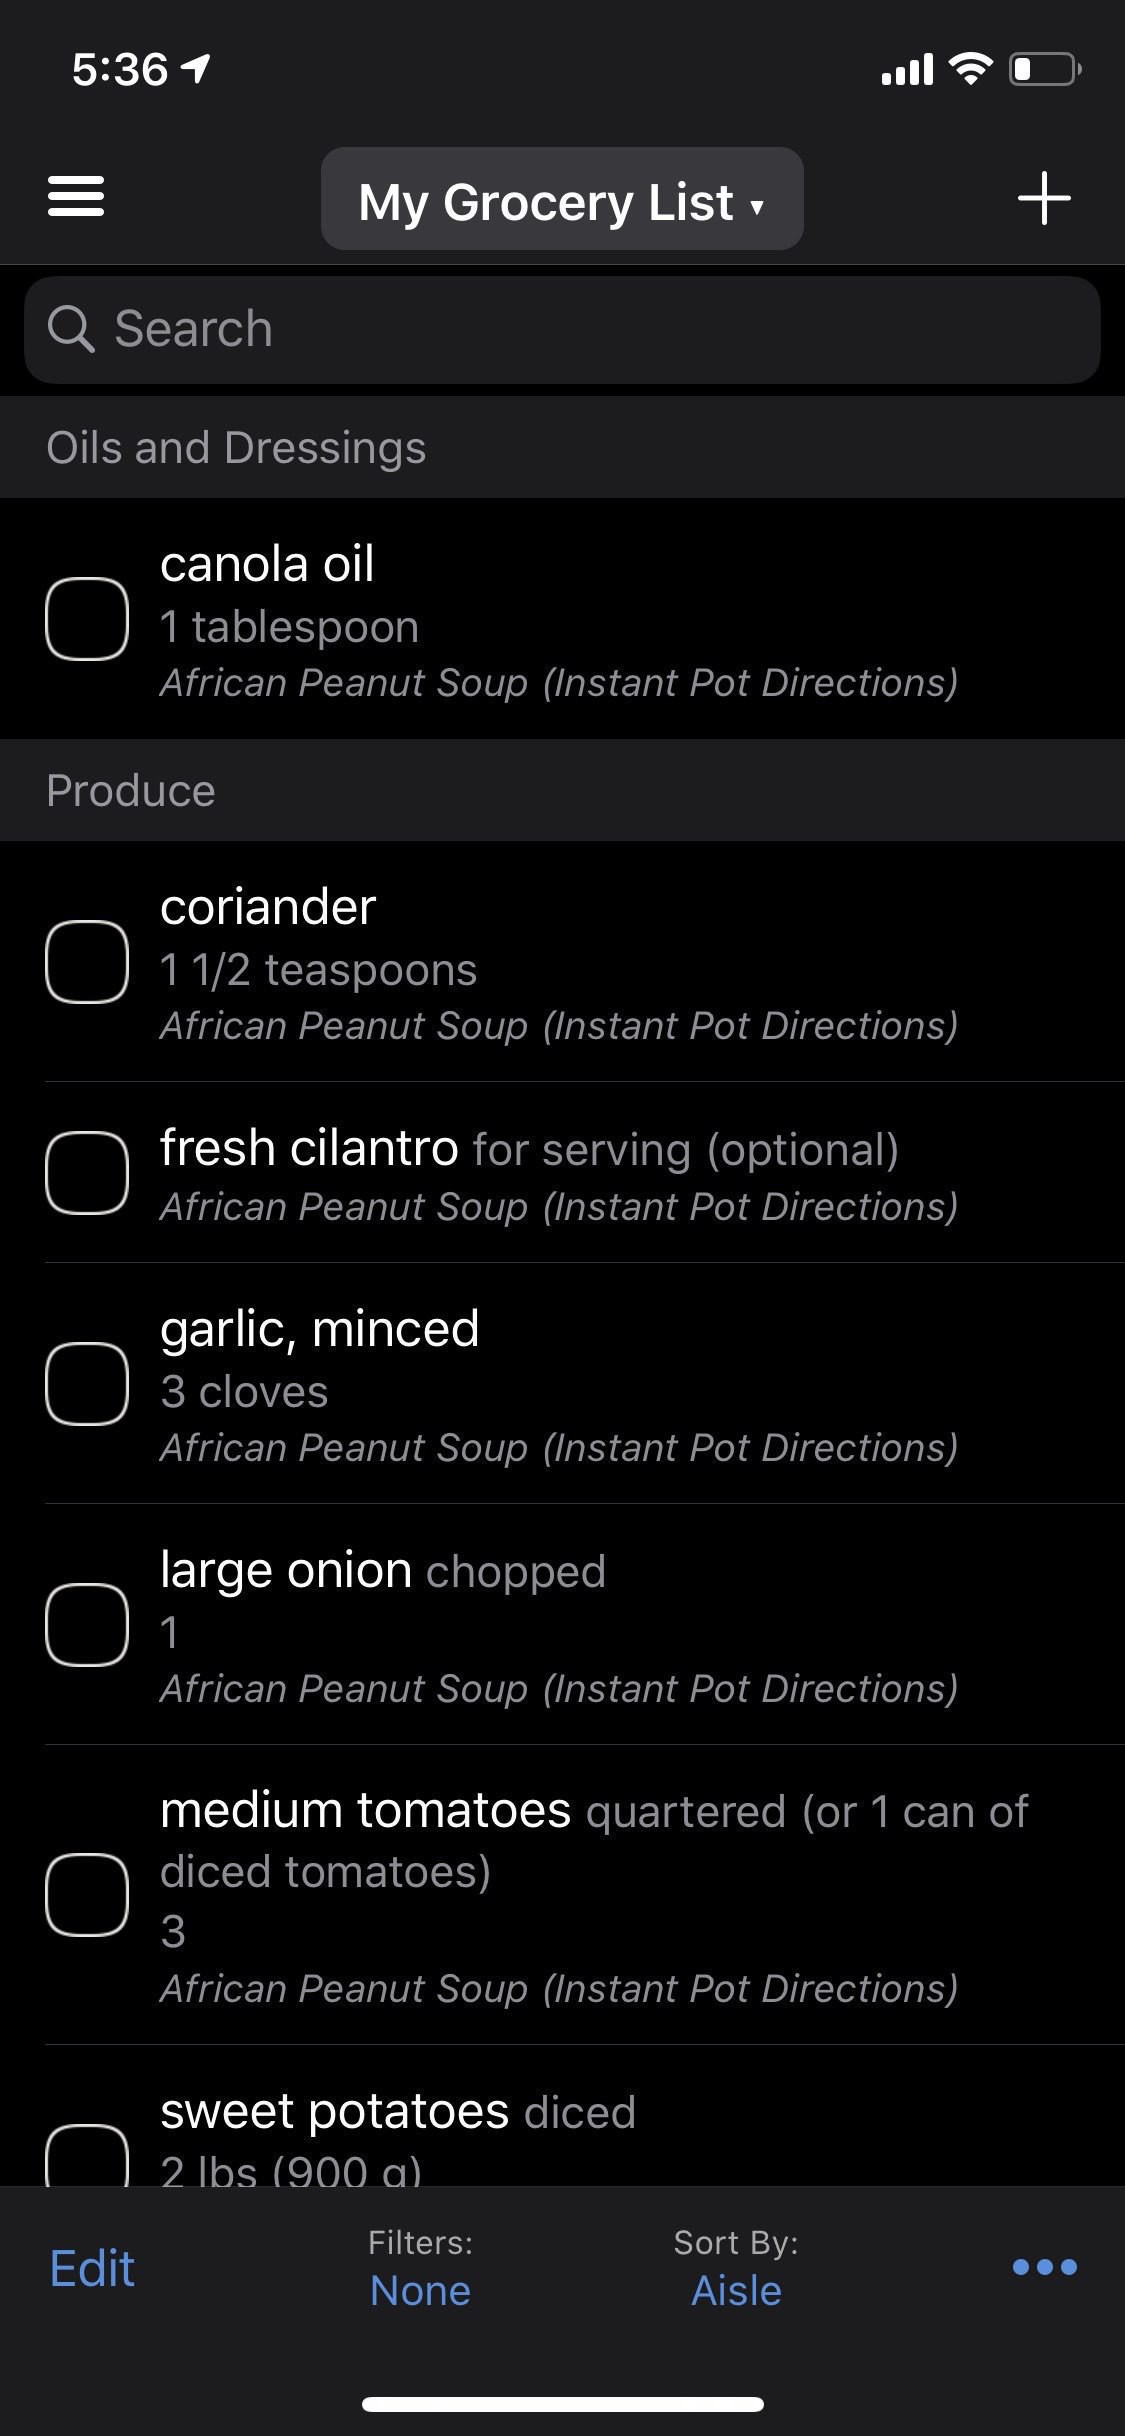 5:36
My Grocery List ▾
Search
Oils and Dressings
canola oil
1 tablespoon
African Peanut Soup (Instant Pot Directions)
Produce
coriander
1 1/2 teaspoons
African Peanut Soup (Instant Pot Directions)
fresh cilantro for serving (optional)
African Peanut Soup (Instant Pot Directions)
garlic, minced
3 cloves
African Peanut Soup (Instant Pot Directions)
large onion chopped
1
African Peanut Soup (Instant Pot Directions)
medium tomatoes quartered (or 1 can of
diced tomatoes)
3
African Peanut Soup (Instant Pot Directions)
sweet potatoes diced
2 lbs (900 g)
Edit
Filters:
None
Sort By:
Aisle